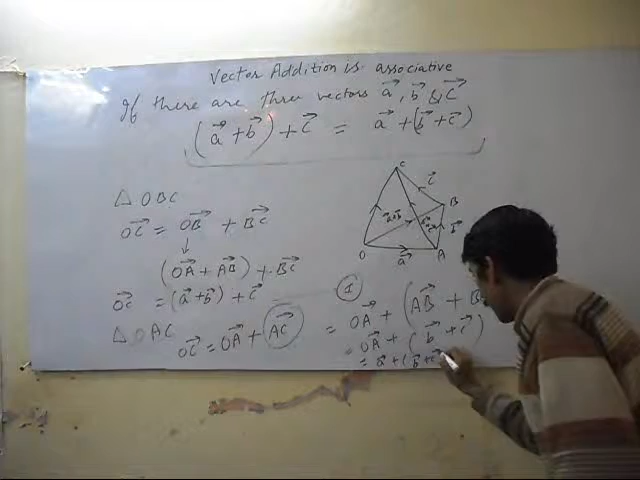 Vector Addition is associative
If there are three vectors a⃗, b⃗ & c⃗
(a⃗ + b⃗) + c⃗ = a⃗ + (b⃗ + c⃗)
△ OBC
OC⃗ = OB⃗ + BC⃗
↓
(OA⃗ + AB⃗) + BC⃗
OC⃗ = (a⃗ + b⃗) + c⃗
△ OAC
OC⃗ = OA⃗ + AC⃗
C
c⃗
B
a+b
b+c
b⃗
O
a⃗
A
1
= OA⃗ + (AB⃗ + B
= OA⃗ + (b⃗ + c⃗)
= a⃗ + (b⃗ + c